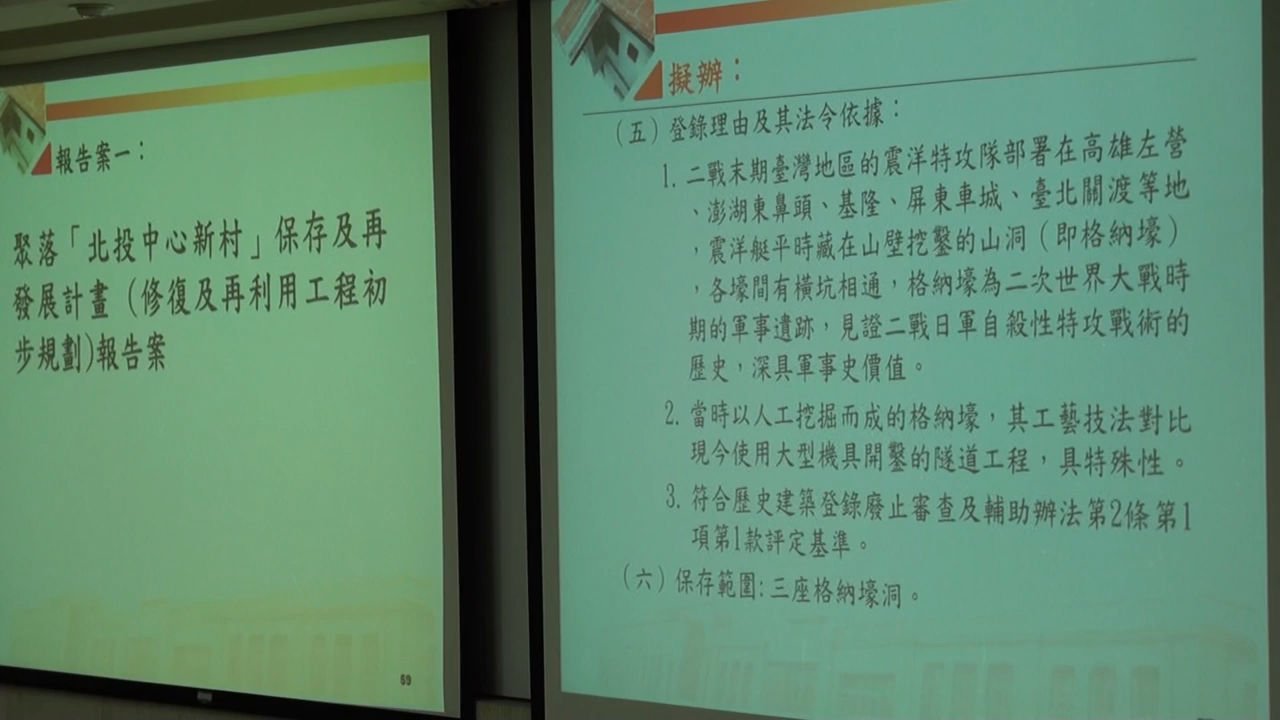 報告案一：
聚落「北投中心新村」保存及再
發展計畫（修復及再利用工程初
步規劃)報告案
59
擬辦：
（五）登錄理由及其法令依據：
1. 二戰末期臺灣地區的震洋特攻隊部署在高雄左營
、澎湖東鼻頭、基隆、屏東車城、臺北關渡等地
，震洋艇平時藏在山壁挖鑿的山洞（即格納壕）
，各壕間有橫坑相通，格納壕為二次世界大戰時
期的軍事遺跡，見證二戰日軍自殺性特攻戰術的
歷史，深具軍事史價值。
2. 當時以人工挖掘而成的格納壕，其工藝技法對比
現今使用大型機具開鑿的隧道工程，具特殊性。
3. 符合歷史建築登錄廢止審查及輔助辦法第2條第1
項第1款評定基準。
（六）保存範圍:三座格納壕洞。